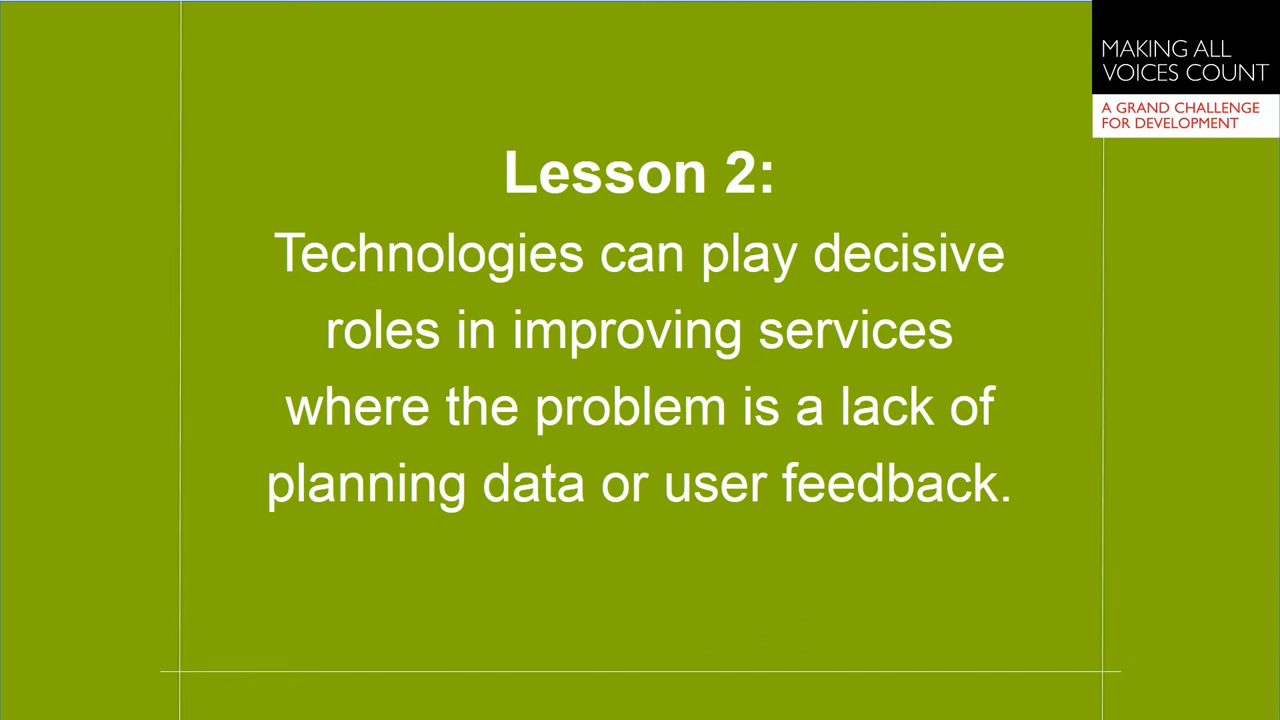 MAKING ALL
VOICES COUNT
A GRAND CHALLENGE
FOR DEVELOPMENT
Lesson 2:
Technologies can play decisive
roles in improving services
where the problem is a lack of
planning data or user feedback.